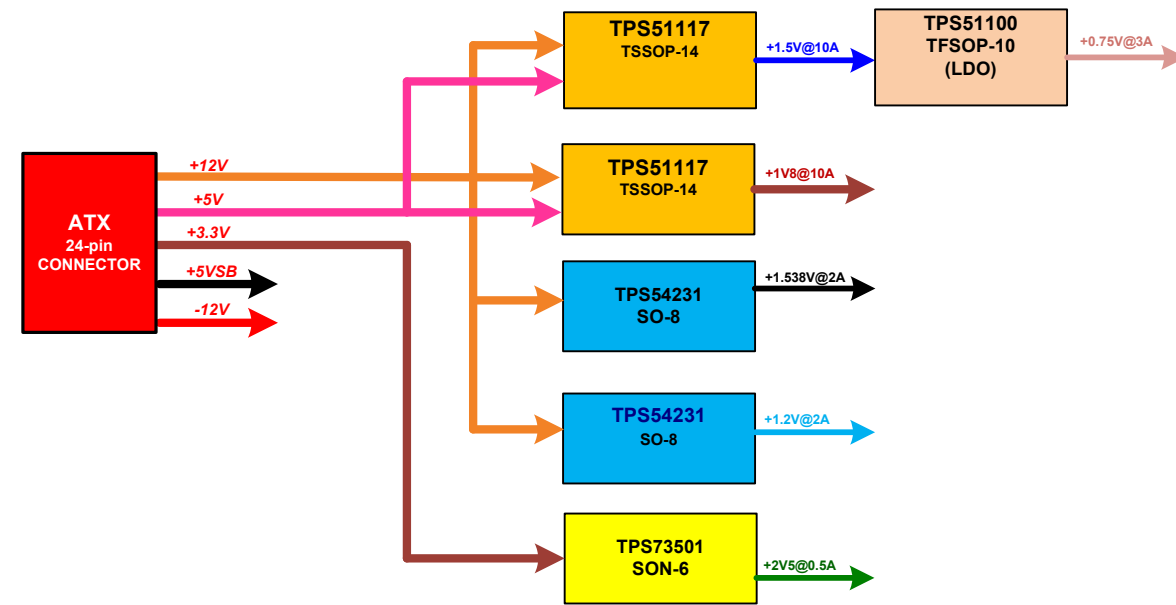 TPS51117
TSSOP-14
+1.5V@10A
TPS51100
TFSOP-10
(LDO)
+0.75V@3A
ATX
24-pin
CONNECTOR
+12V
+5V
+3.3V
+5VSB
-12V
TPS51117
TSSOP-14
+1V8@10A
TPS54231
SO-8
+1.538V@2A
TPS54231
SO-8
+1.2V@2A
TPS73501
SON-6
+2V5@0.5A